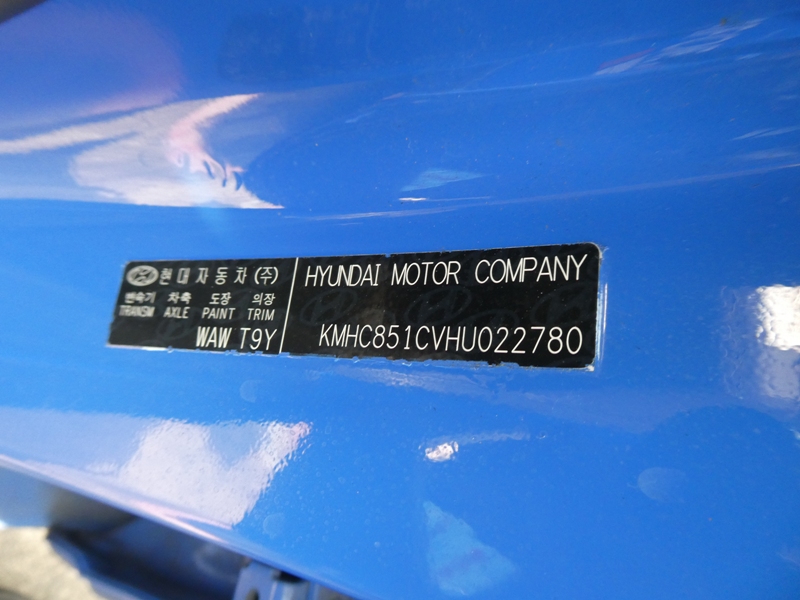 현대자동차(주)
변속기 차축 도장 의장
TRANSM AXLE PAINT TRIM
WAW T9Y
HYUNDAI MOTOR COMPANY
KMHC851CVHU022780